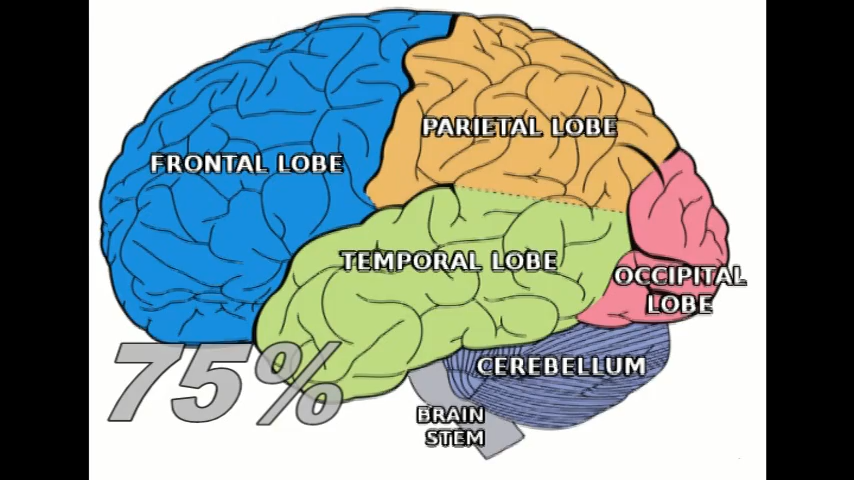 PARIETAL LOBE
FRONTAL LOBE
TEMPORAL LOBE
OCCIPITAL
LOBE
75%
CEREBELLUM
BRAIN
STEM